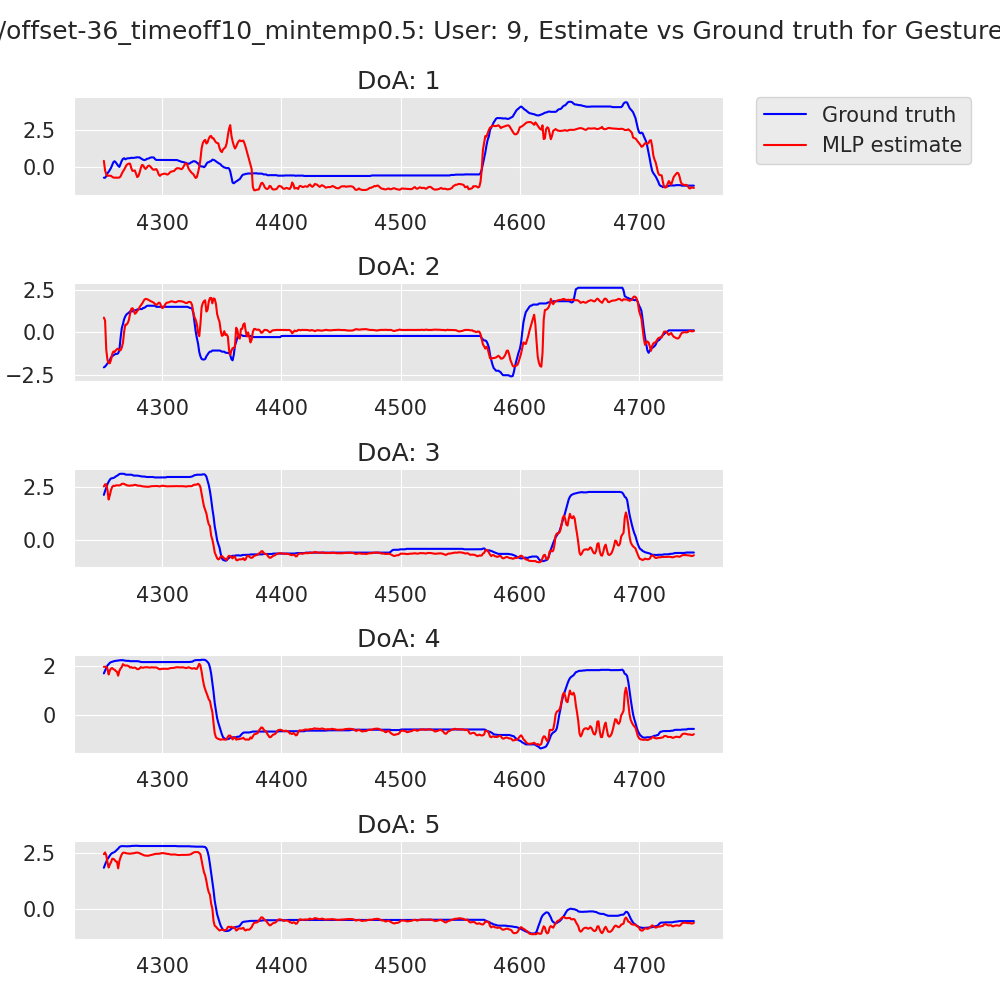 /offset-36_timeoff10_mintemp0.5: User: 9, Estimate vs Ground truth for Gesture
DoA: 1
Ground truth
MLP estimate
2.5
0.0
4300 4400 4500 4600 4700
DoA: 2
2.5
0.0
−2.5
4300 4400 4500 4600 4700
DoA: 3
2.5
0.0
4300 4400 4500 4600 4700
DoA: 4
2
0
4300 4400 4500 4600 4700
DoA: 5
2.5
0.0
4300 4400 4500 4600 4700